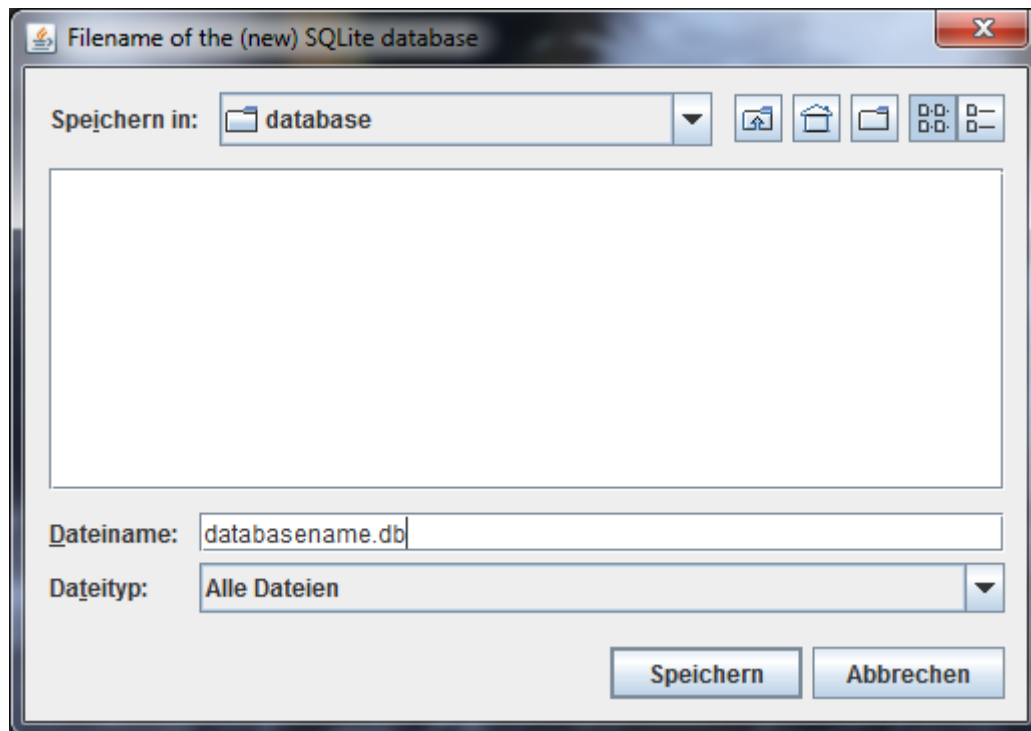 Filename of the (new) SQLite database
Speichern in: database
Dateiname: databasename.db
Dateityp: Alle Dateien
Speichern Abbrechen